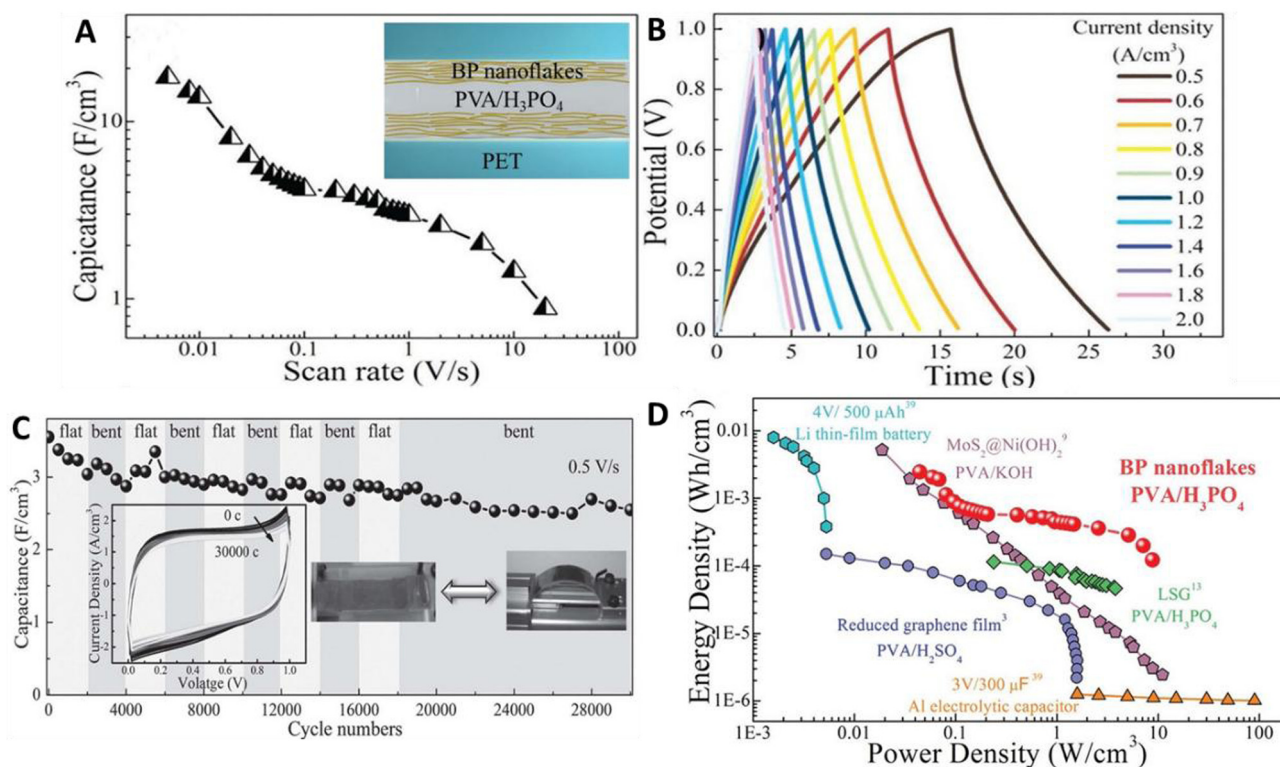 A
Capicatance (F/cm³)
10
1
0.01
0.1
1
10
100
Scan rate (V/s)
BP nanoflakes
PVA/H₃PO₄
PET
B
Potential (V)
1.0
0.8
0.6
0.4
0.2
0.0
0
5
10
15
20
25
30
Time (s)
Current density
(A/cm³)
0.5
0.6
0.7
0.8
0.9
1.0
1.2
1.4
1.6
1.8
2.0
C
flat bent flat bent flat bent flat bent flat bent
0.5 V/s
Capacitance (F/cm³)
4
3
2
1
0
0
4000
8000
12000
16000
20000
24000
28000
Cycle numbers
Current Density (A/cm³)
2
1
0
-1
-2
0 c
30000 c
0.0
0.2
0.4
0.6
0.8
1.0
Volatge (V)
D
Energy Density (Wh/cm³)
0.01
1E-3
1E-4
1E-5
1E-6
1E-3
0.01
0.1
1
10
100
Power Density (W/cm³)
4V/ 500 μAh³⁹
Li thin-film battery
MoS₂@Ni(OH)₂⁹
PVA/KOH
BP nanoflakes
PVA/H₃PO₄
LSG¹³
PVA/H₃PO₄
Reduced graphene film³
PVA/H₂SO₄
3V/300 μF³⁹
Al electrolytic capacitor